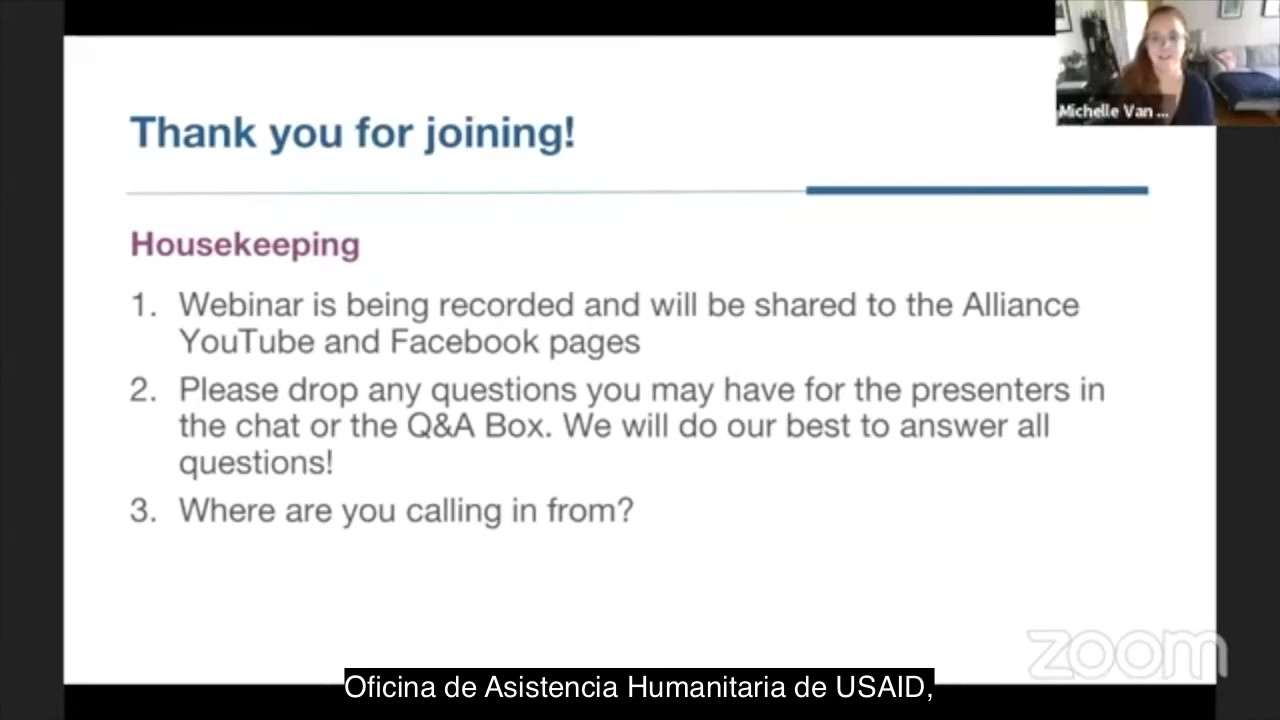 Michelle Van ...
Thank you for joining!
Housekeeping
1. Webinar is being recorded and will be shared to the Alliance
YouTube and Facebook pages
2. Please drop any questions you may have for the presenters in
the chat or the Q&A Box. We will do our best to answer all
questions!
3. Where are you calling in from?
zoom
Oficina de Asistencia Humanitaria de USAID,